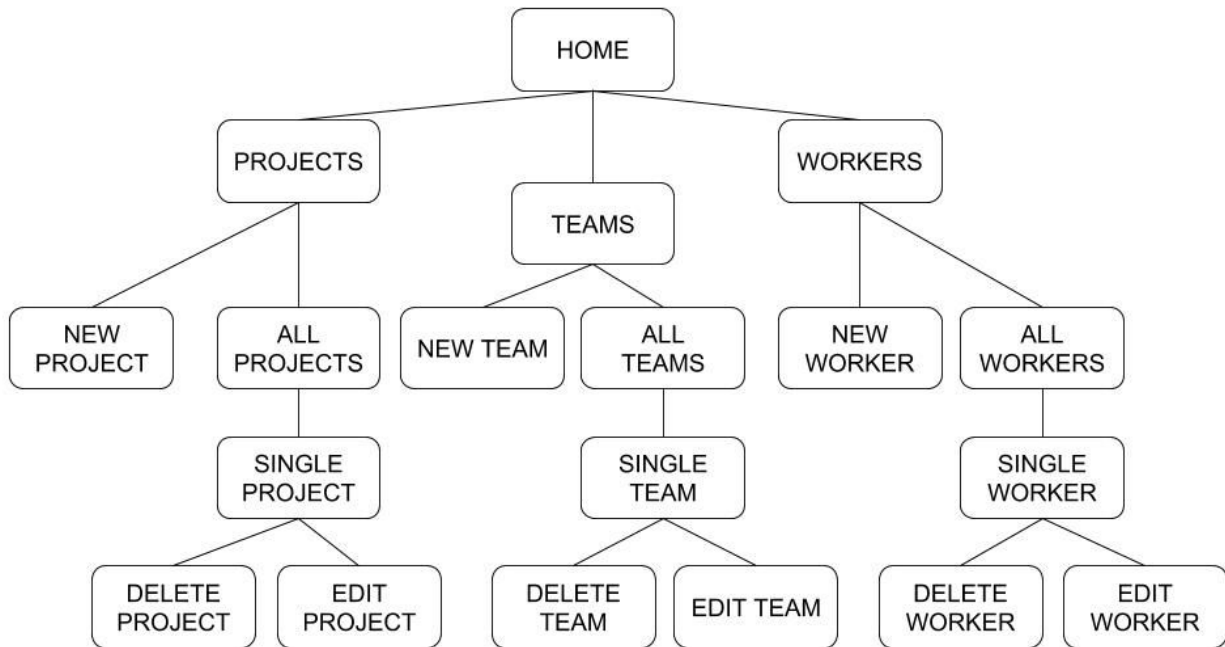 HOME
PROJECTS
WORKERS
TEAMS
NEW
PROJECT
ALL
PROJECTS
NEW TEAM
ALL
TEAMS
NEW
WORKER
ALL
WORKERS
SINGLE
PROJECT
SINGLE
TEAM
SINGLE
WORKER
DELETE
PROJECT
EDIT
PROJECT
DELETE
TEAM
EDIT TEAM
DELETE
WORKER
EDIT
WORKER